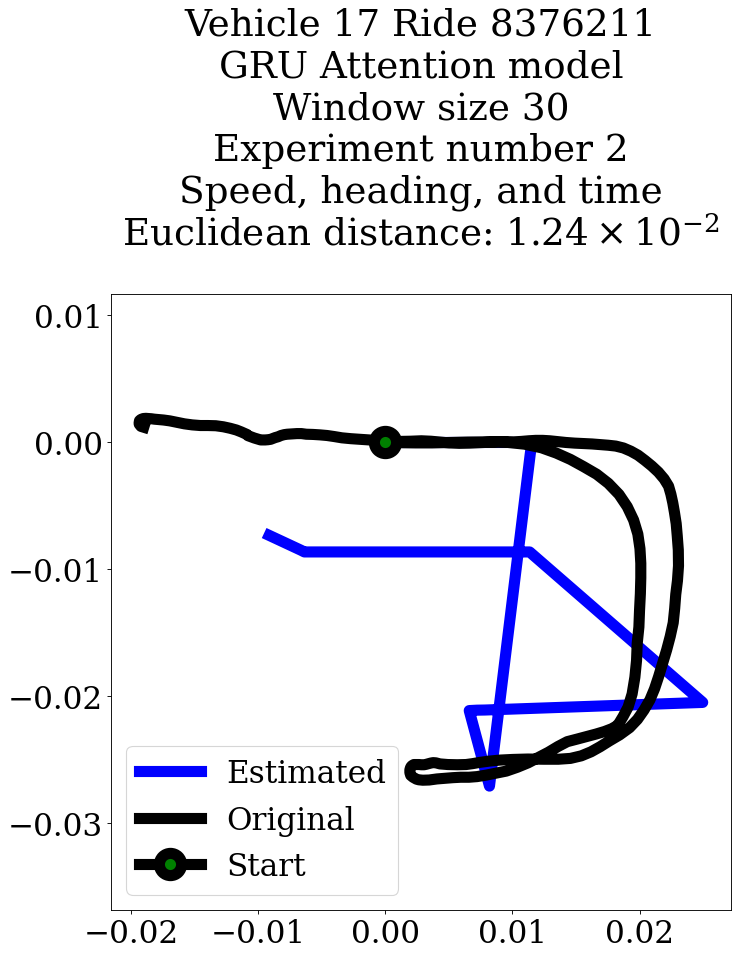 Vehicle 17 Ride 8376211
GRU Attention model
Window size 30
Experiment number 2
Speed, heading, and time
Euclidean distance: 1.24 × 10⁻²
0.01
0.00
−0.01
−0.02
−0.03
Estimated
Original
Start
−0.02
−0.01
0.00
0.01
0.02